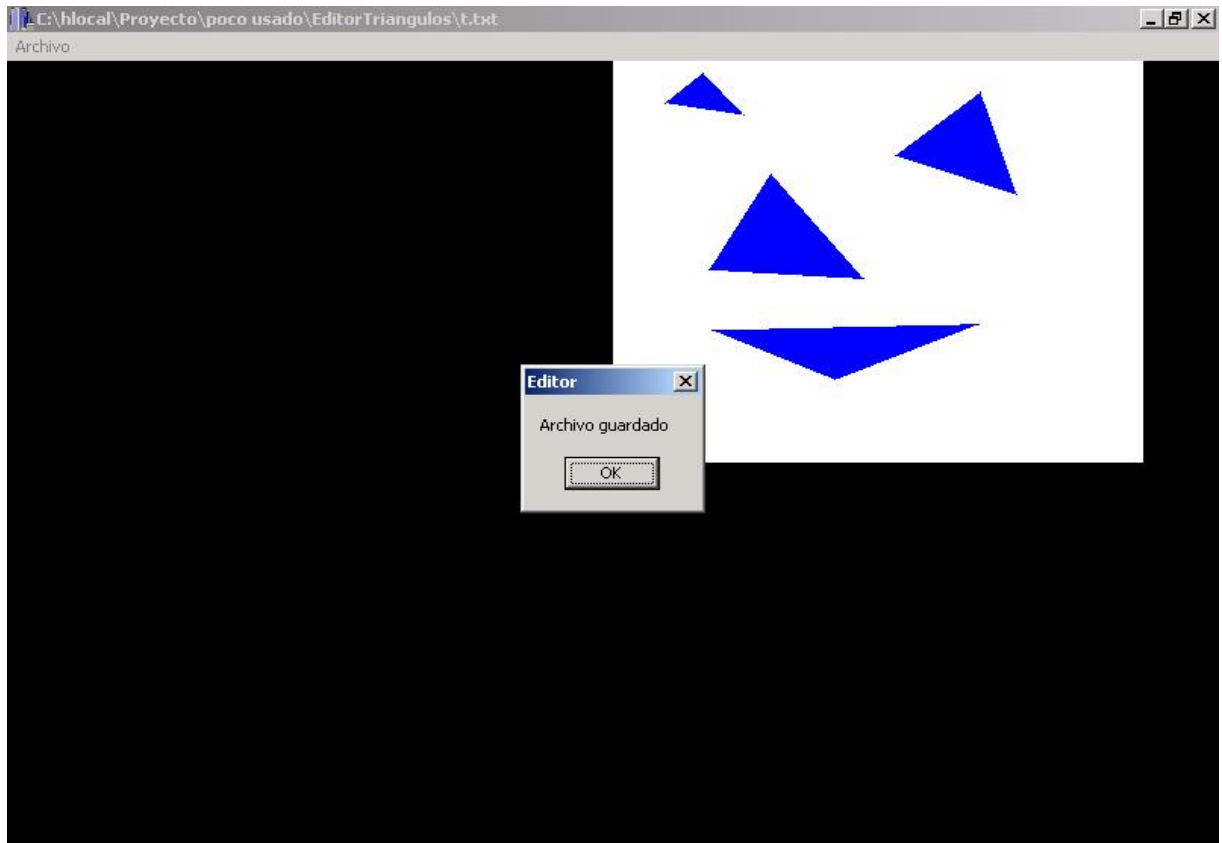 C:\hlocal\Proyecto\poco usado\EditorTriangulos\t.txt
Archivo
Editor
Archivo guardado
OK